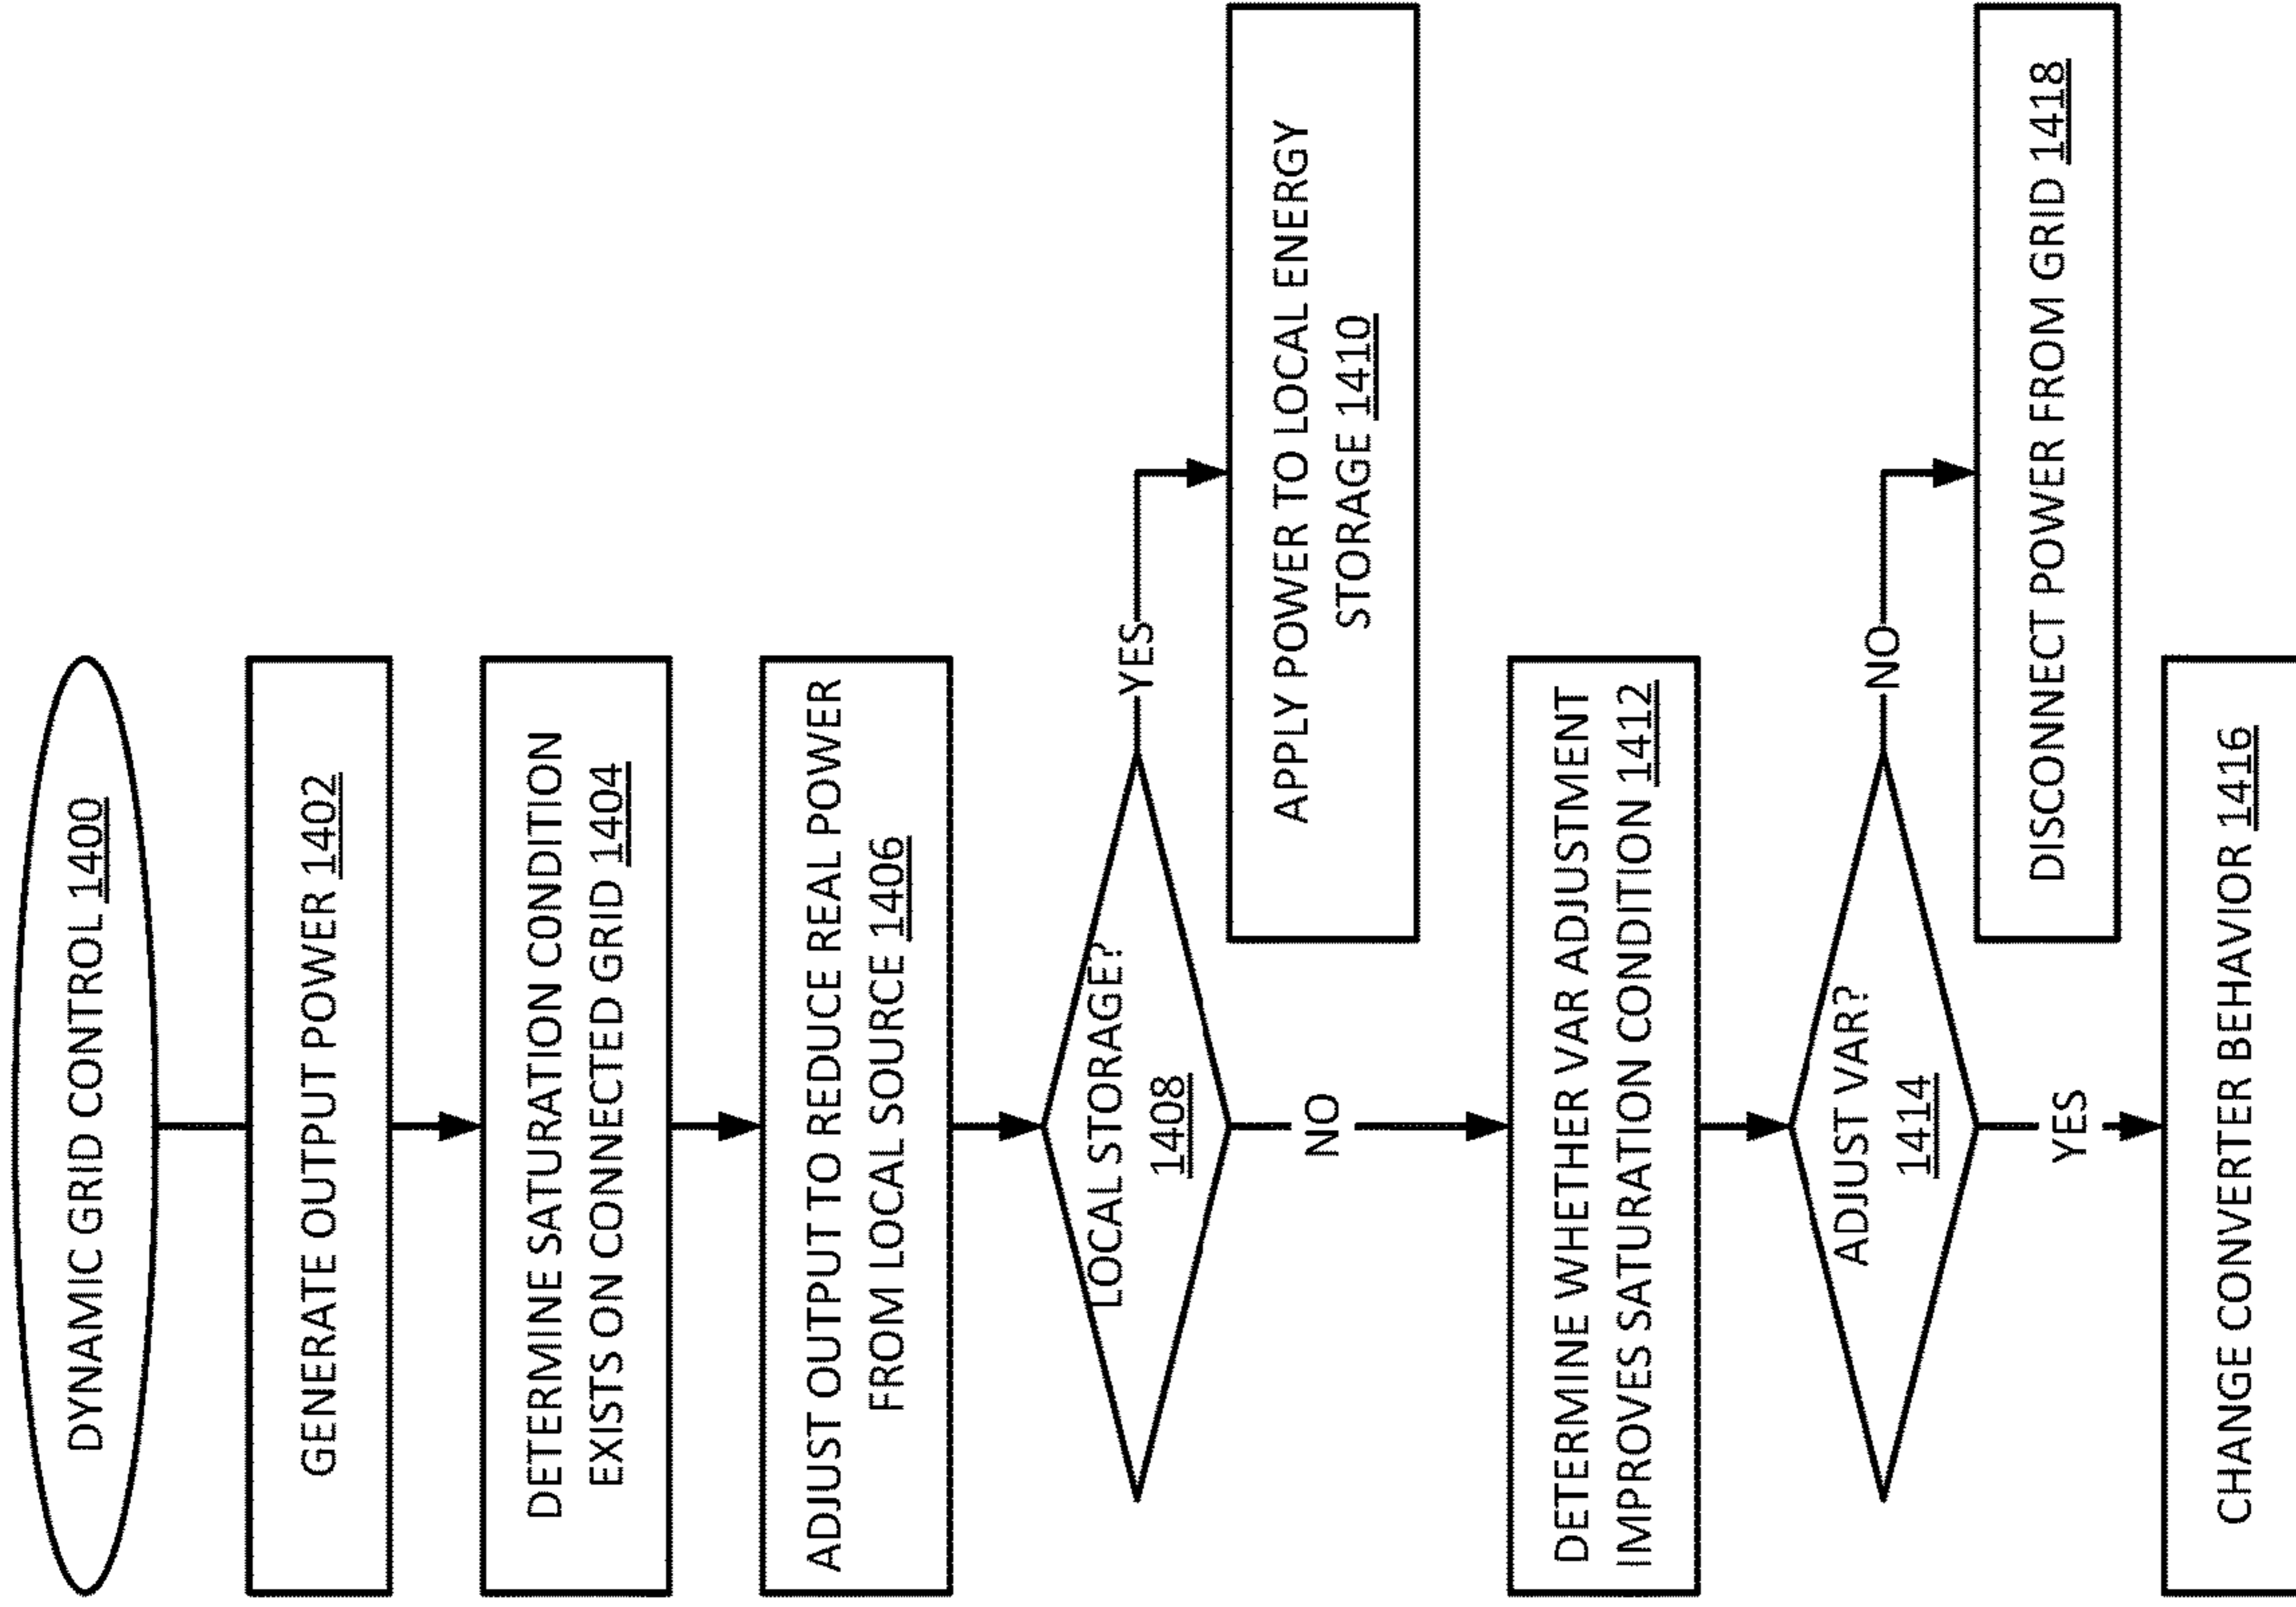 DYNAMIC GRID CONTROL 1400
GENERATE OUTPUT POWER 1402
DETERMINE SATURATION CONDITION
EXISTS ON CONNECTED GRID 1404
ADJUST OUTPUT TO REDUCE REAL POWER
FROM LOCAL SOURCE 1406
LOCAL STORAGE?
1408
YES
APPLY POWER TO LOCAL ENERGY
STORAGE 1410
NO
DETERMINE WHETHER VAR ADJUSTMENT
IMPROVES SATURATION CONDITION 1412
ADJUST VAR?
1414
NO
DISCONNECT POWER FROM GRID 1418
YES
CHANGE CONVERTER BEHAVIOR 1416